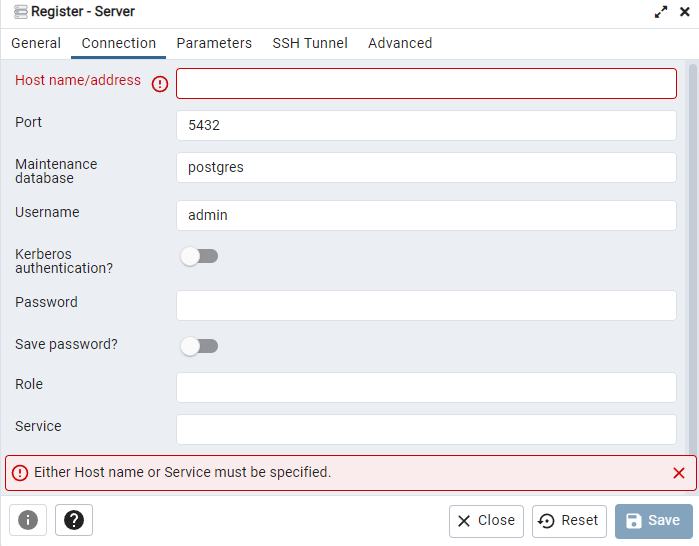 Register - Server
General Connection Parameters SSH Tunnel Advanced
Host name/address
Port 5432
Maintenance
database postgres
Username admin
Kerberos
authentication?
Password
Save password?
Role
Service
Either Host name or Service must be specified.
Close Reset Save